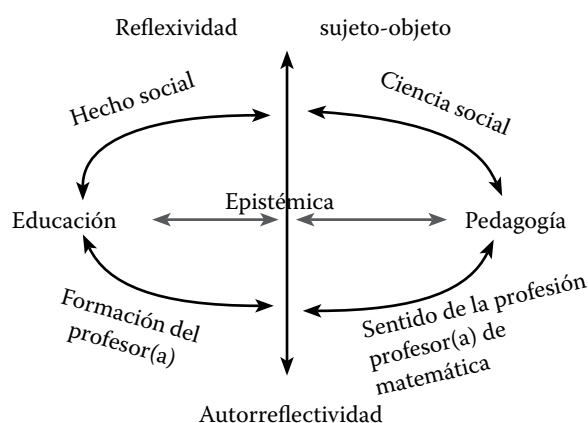 Reflexividad sujeto-objeto
Hecho social
Ciencia social
Epistémica
Educación
Pedagogía
Formación del
profesor(a)
Sentido de la profesión
profesor(a) de
matemática
Autorreflectividad